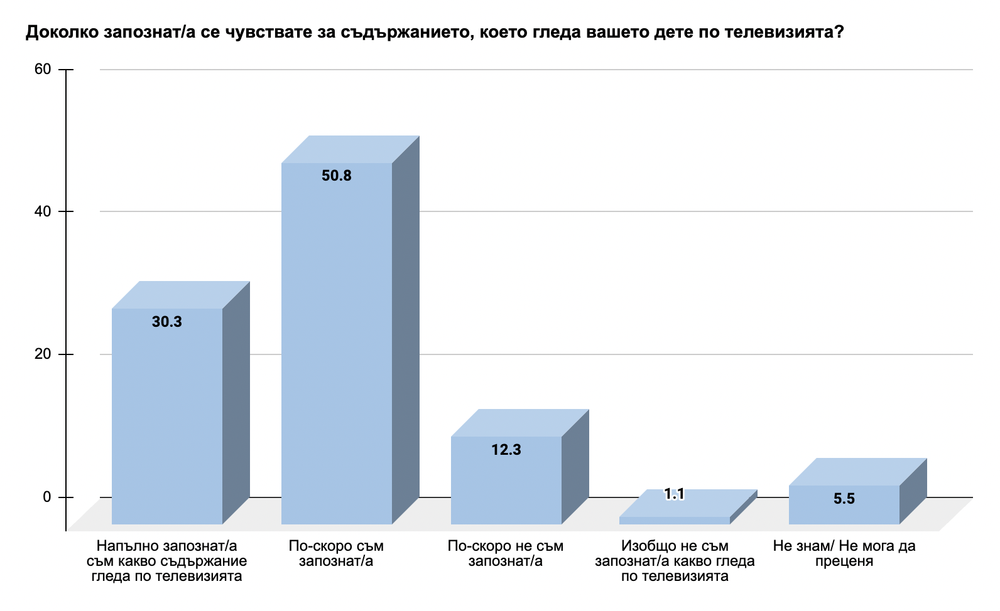 Доколко запознат/а се чувствате за съдържанието, което гледа вашето дете по телевизията?
60
40
20
0
30.3
50.8
12.3
1.1
5.5
Напълно запознат/а
съм какво съдържание
гледа по телевизията
По-скоро съм
запознат/а
По-скоро не съм
запознат/а
Изобщо не съм
запознат/а какво гледа
по телевизията
Не знам/ Не мога да
преценя